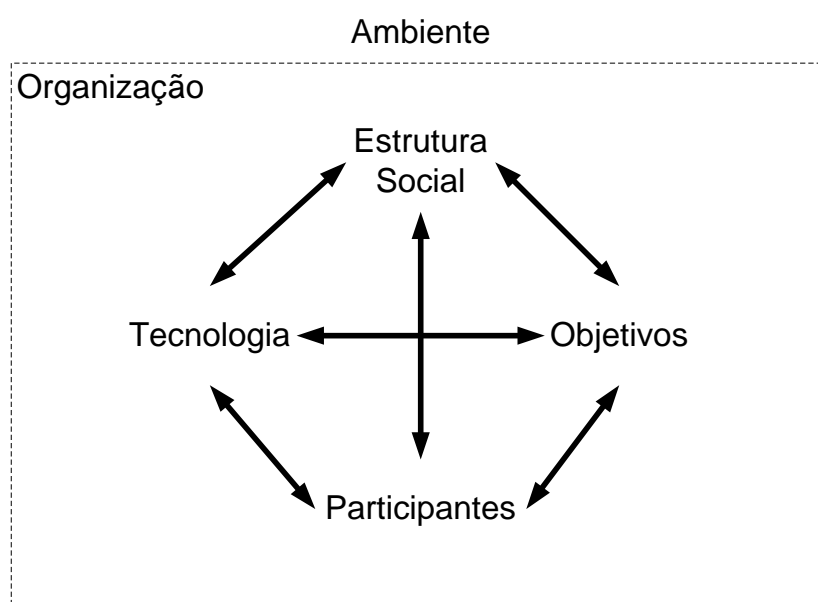 Ambiente
Organização
Estrutura
Social
Tecnologia
Objetivos
Participantes